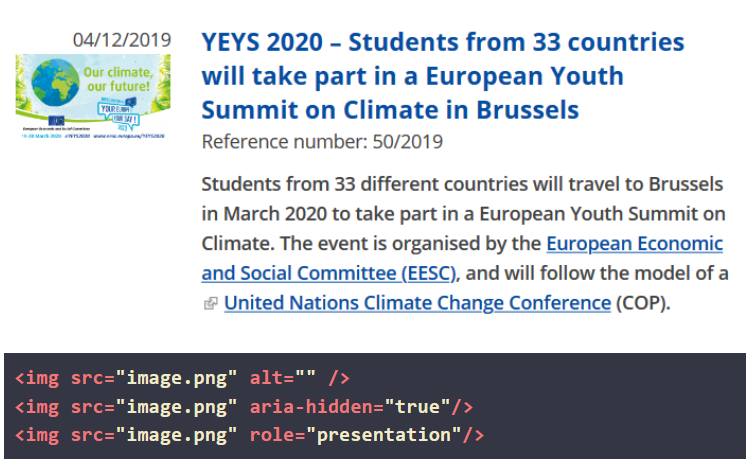 04/12/2019
YEYS 2020 – Students from 33 countries
will take part in a European Youth
Summit on Climate in Brussels
Reference number: 50/2019
Our climate,
our future!
YOUR EUROPE
YOUR SAY!
European Economic and Social Committee
19-20 March 2020 #YEYS2020 www.eesc.europa.eu/YEYS2020
Students from 33 different countries will travel to Brussels
in March 2020 to take part in a European Youth Summit on
Climate. The event is organised by the European Economic
and Social Committee (EESC), and will follow the model of a
United Nations Climate Change Conference (COP).
<img src="image.png" alt="" />
<img src="image.png" aria-hidden="true"/>
<img src="image.png" role="presentation"/>